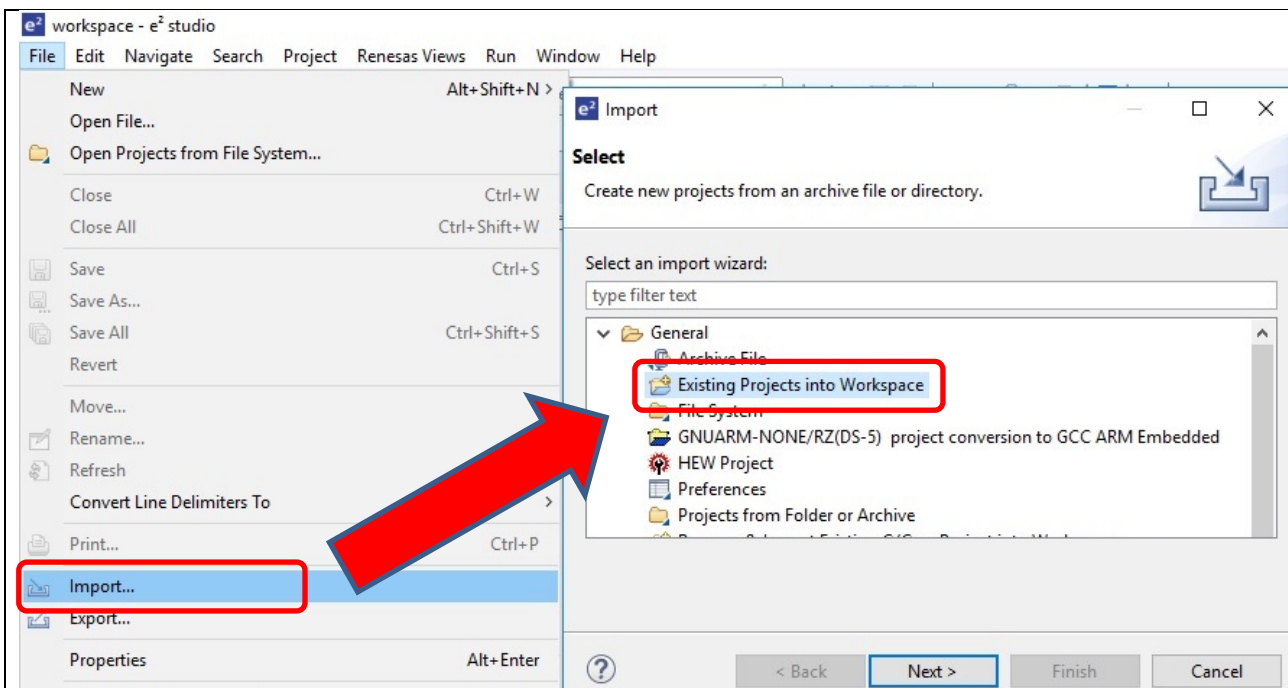 e² workspace - e² studio
File Edit Navigate Search Project Renesas Views Run Window Help
New Alt+Shift+N >
Open File...
Open Projects from File System...
Close Ctrl+W
Close All Ctrl+Shift+W
Save Ctrl+S
Save As...
Save All Ctrl+Shift+S
Revert
Move...
Rename...
Refresh
Convert Line Delimiters To >
Print... Ctrl+P
Import...
Export...
Properties Alt+Enter
e² Import
Select
Create new projects from an archive file or directory.
Select an import wizard:
type filter text
General
Archive File
Existing Projects into Workspace
File System
GNUARM-NONE/RZ(DS-5) project conversion to GCC ARM Embedded
HEW Project
Preferences
Projects from Folder or Archive
? < Back Next > Finish Cancel